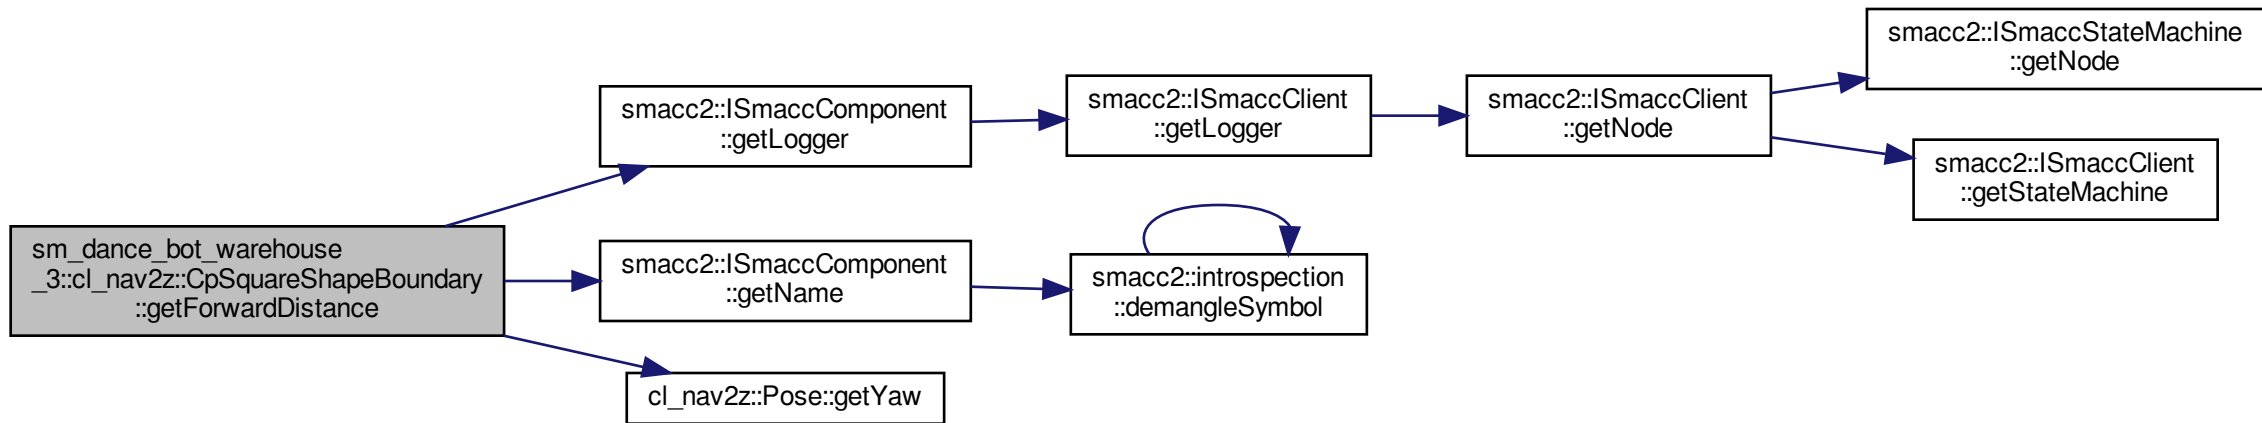 sm_dance_bot_warehouse
_3::cl_nav2z::CpSquareShapeBoundary
::getForwardDistance
smacc2::ISmaccComponent
::getLogger
smacc2::ISmaccClient
::getLogger
smacc2::ISmaccClient
::getNode
smacc2::ISmaccStateMachine
::getNode
smacc2::ISmaccClient
::getStateMachine
smacc2::ISmaccComponent
::getName
smacc2::introspection
::demangleSymbol
cl_nav2z::Pose::getYaw